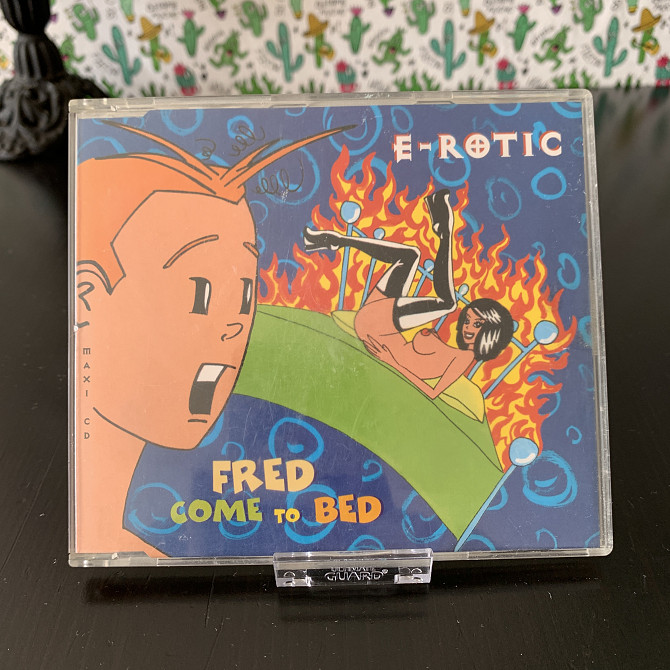 E-ROTIC
MAXI CD
FRED
COME TO BED
ULTIMATE
GUARD®